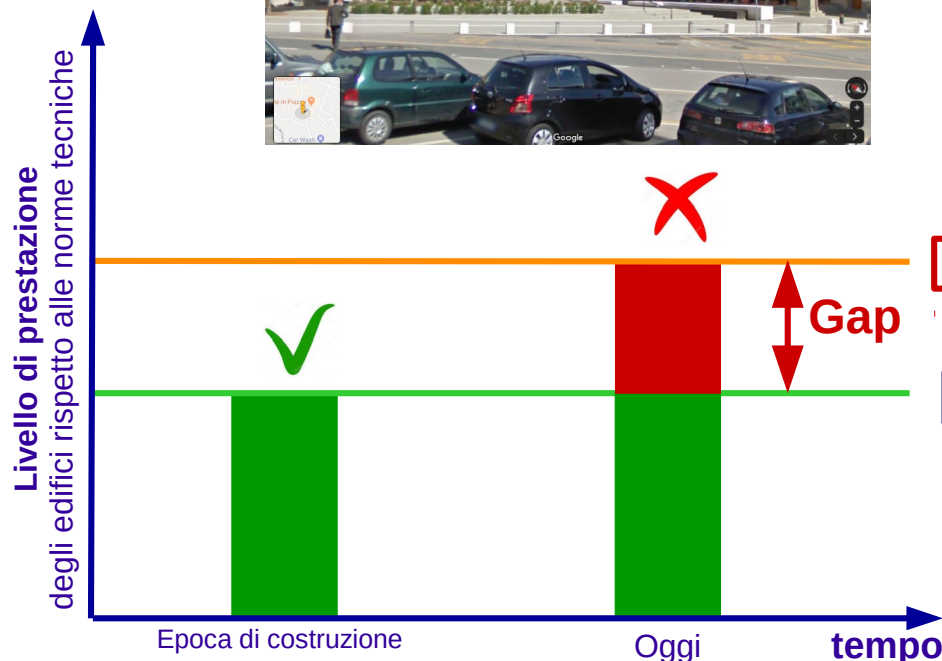 Car Wash
Google
Livello di prestazione
degli edifici rispetto alle norme tecniche
Gap
Epoca di costruzione
Oggi
tempo